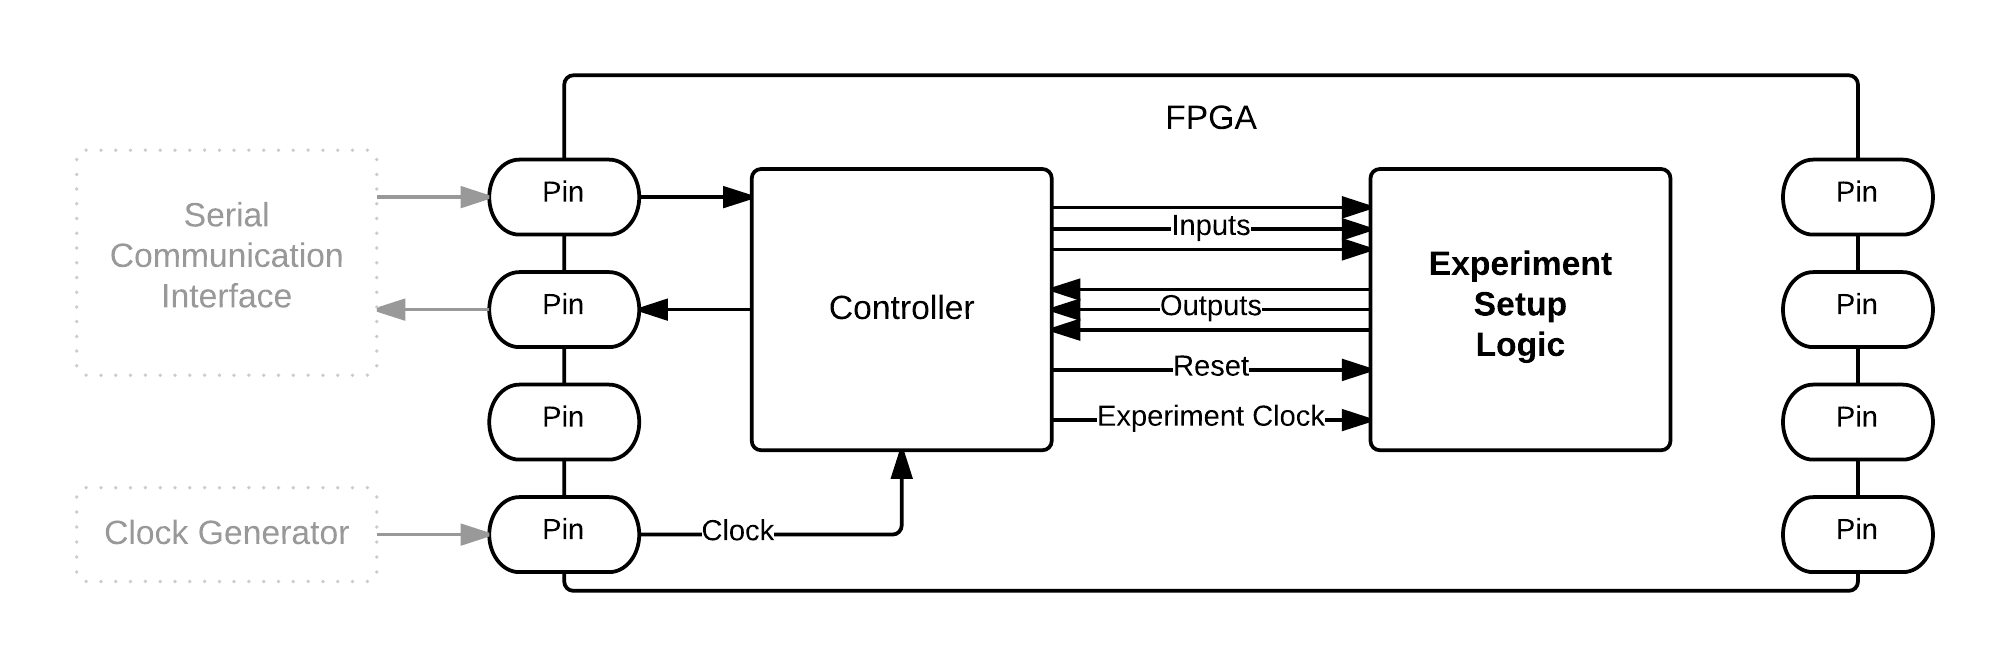 FPGA
Serial
Communication
Interface
Pin
Pin
Pin
Clock Generator
Pin
Clock
Controller
Inputs
Outputs
Reset
Experiment Clock
Experiment
Setup
Logic
Pin
Pin
Pin
Pin